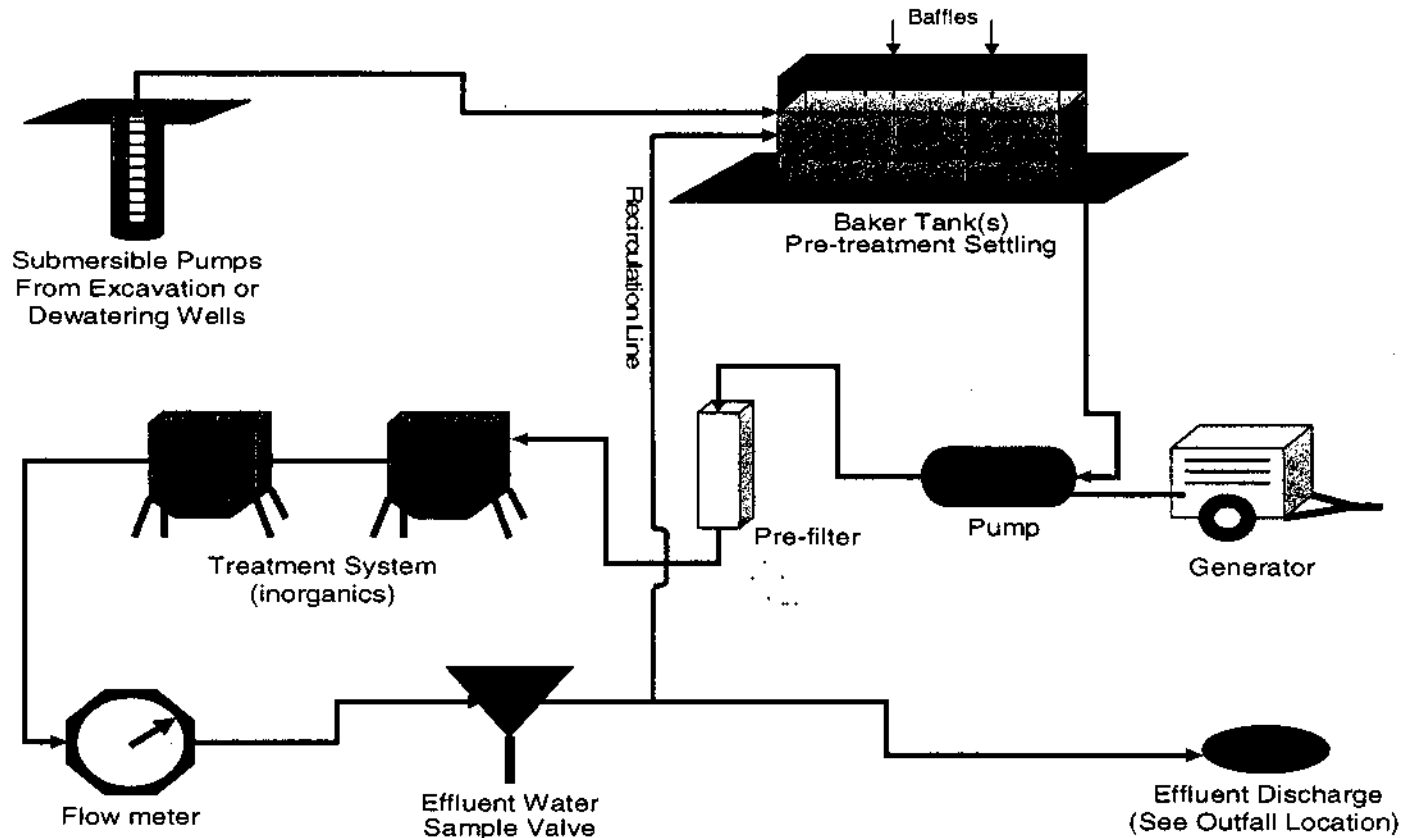 Baffles
Submersible Pumps
From Excavation or
Dewatering Wells
Baker Tank(s)
Pre-treatment Settling
Recirculation Line
Treatment System
(inorganics)
Pre-filter
Pump
Generator
Flow meter
Effluent Water
Sample Valve
Effluent Discharge
(See Outfall Location)